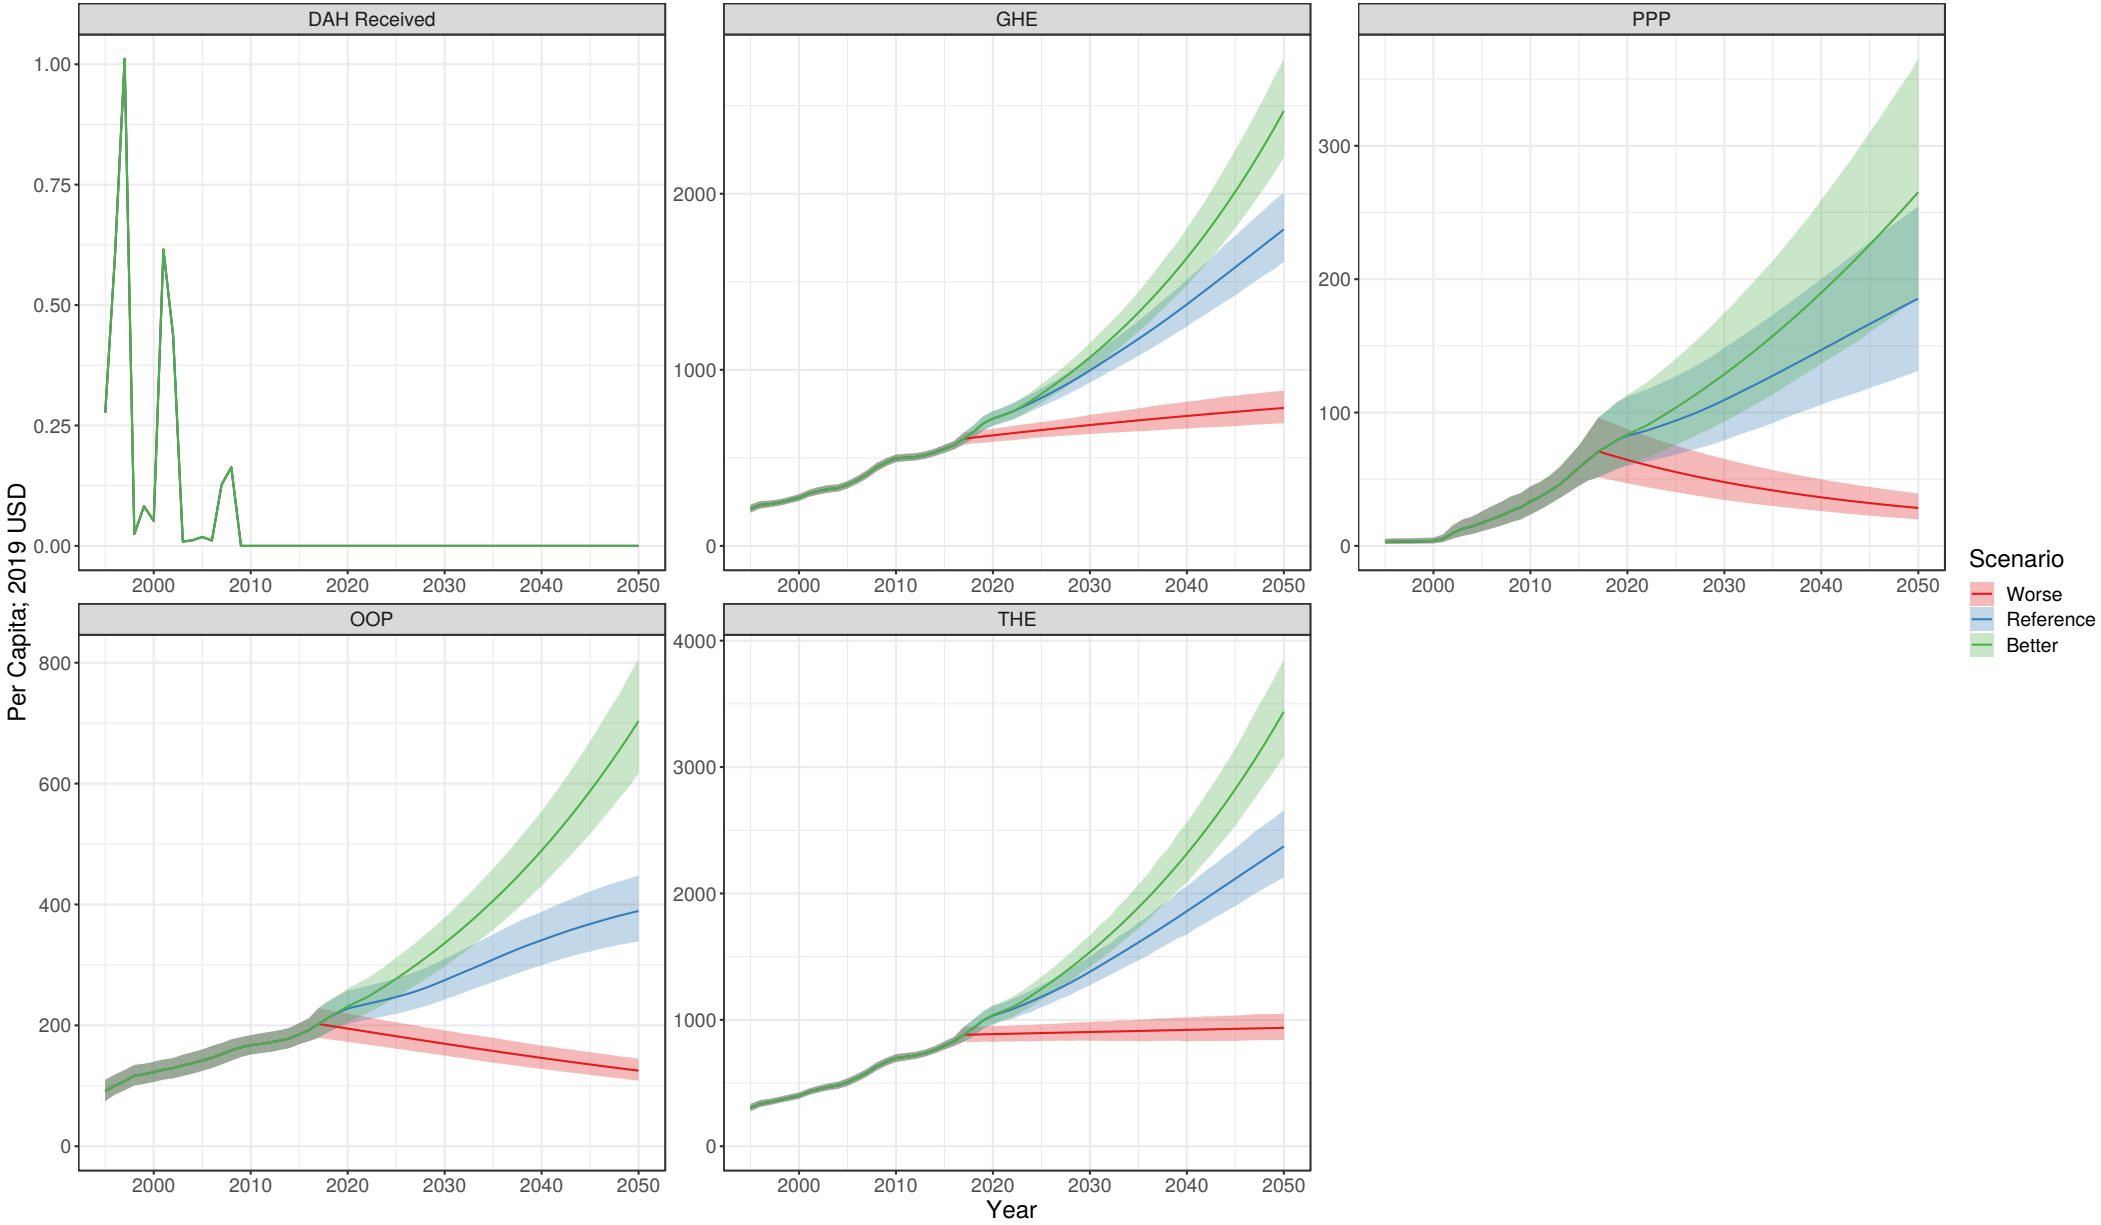 DAH Received
GHE
PPP
1.00
0.75
0.50
0.25
0.00
2000
1000
0
300
200
100
0
2000 2010 2020 2030 2040 2050
2000 2010 2020 2030 2040 2050
2000 2010 2020 2030 2040 2050
OOP
THE
800
600
400
200
0
4000
3000
2000
1000
0
2000 2010 2020 2030 2040 2050
2000 2010 2020 2030 2040 2050
Per Capita; 2019 USD
Year
Scenario
Worse
Reference
Better